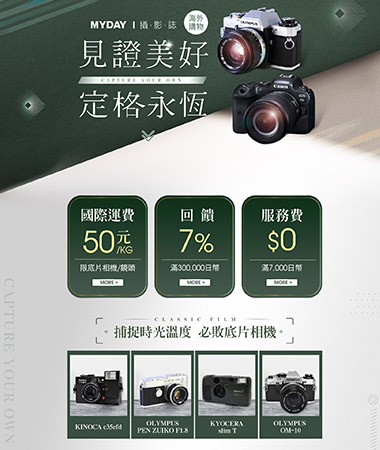 MYDAY | 攝·影·誌
海外
購物
見證美好
CAPTURE YOUR OWN
定格永恆
OLYMPUS
Canon
國際運費
50元/KG
限底片相機/鏡頭
MORE >
回饋
7%
滿300,000日幣
MORE >
服務費
$0
滿7,000日幣
MORE >
CAPTURE YOUR OWN
CLASSIC FILM
捕捉時光溫度 必敗底片相機
KINOCA c35efd
OLYMPUS
PEN ZUIKO FL8
KYOCERA
slim T
OLYMPUS
OM-10